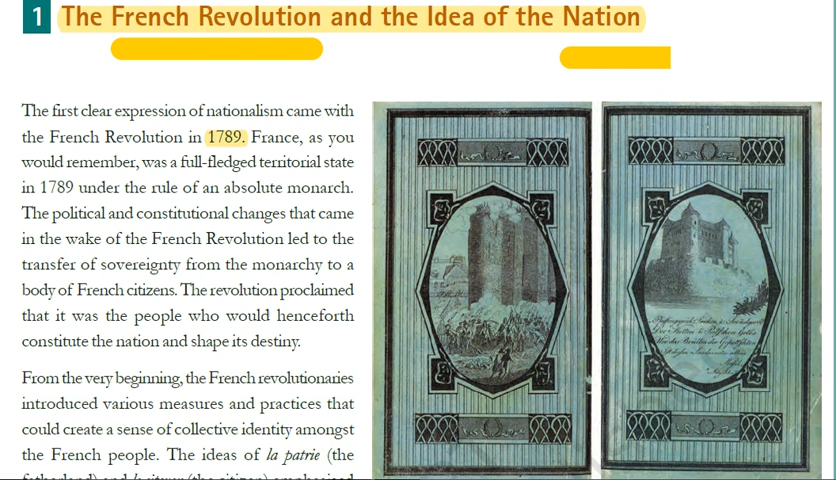 1 The French Revolution and the Idea of the Nation
The first clear expression of nationalism came with
the French Revolution in 1789. France, as you
would remember, was a full-fledged territorial state
in 1789 under the rule of an absolute monarch.
The political and constitutional changes that came
in the wake of the French Revolution led to the
transfer of sovereignty from the monarchy to a
body of French citizens. The revolution proclaimed
that it was the people who would henceforth
constitute the nation and shape its destiny.
From the very beginning, the French revolutionaries
introduced various measures and practices that
could create a sense of collective identity amongst
the French people. The ideas of la patrie (the